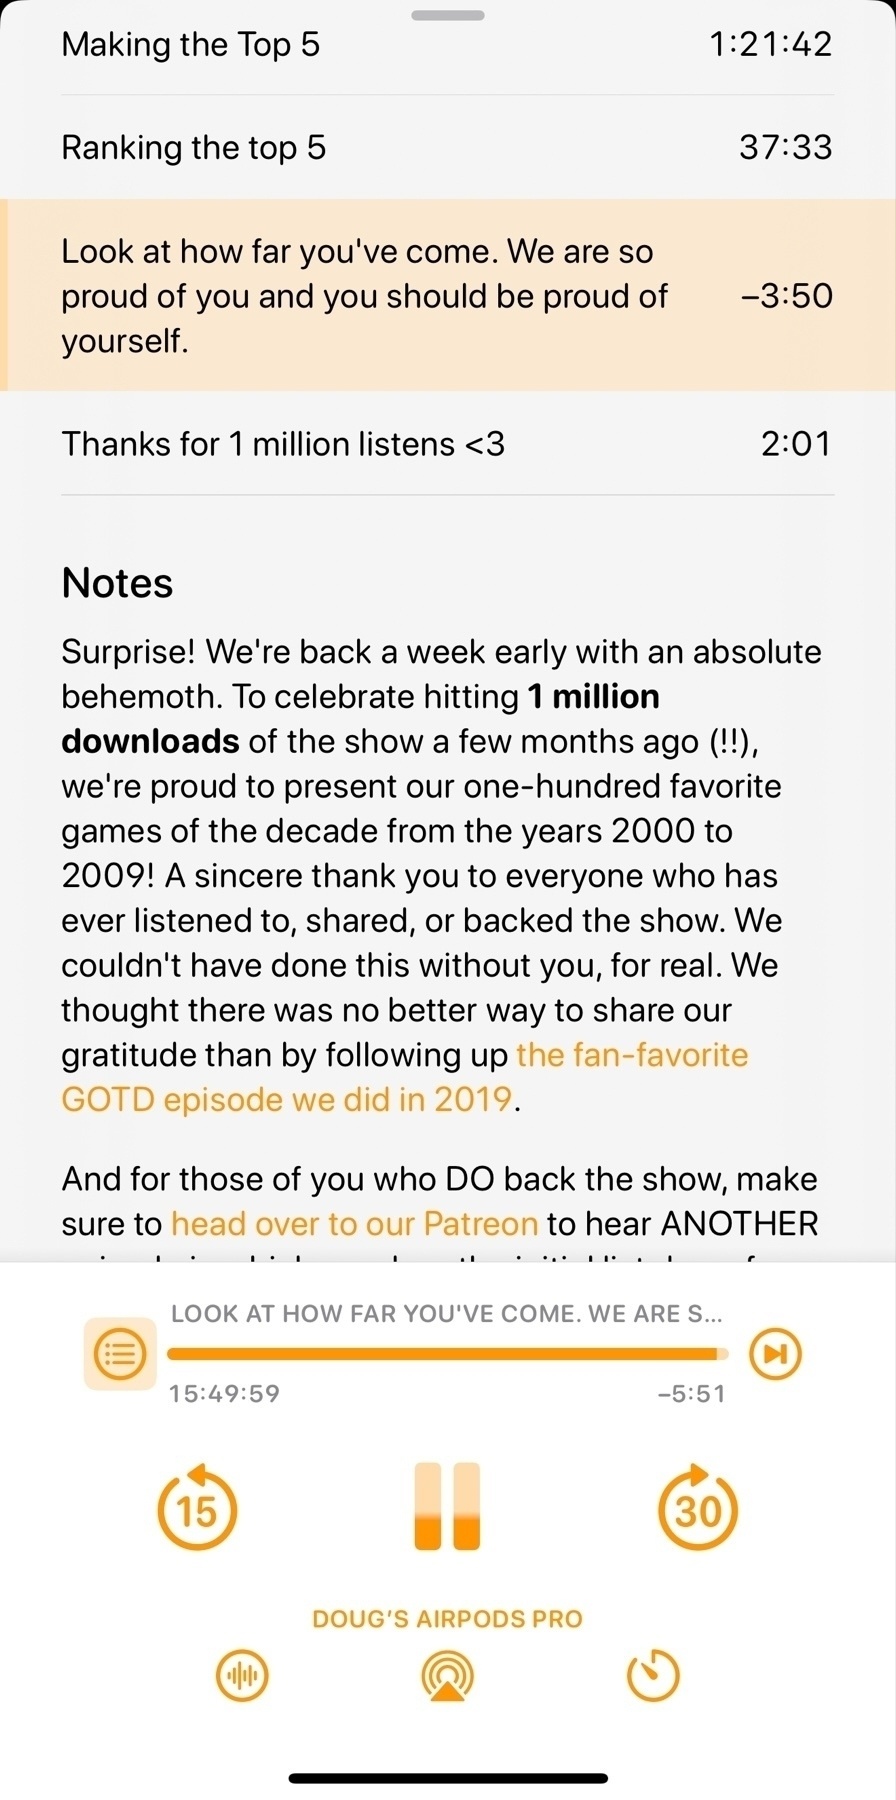 Making the Top 5 1:21:42
Ranking the top 5 37:33
Look at how far you've come. We are so
proud of you and you should be proud of –3:50
yourself.
Thanks for 1 million listens <3 2:01
Notes
Surprise! We're back a week early with an absolute
behemoth. To celebrate hitting 1 million
downloads of the show a few months ago (!!),
we're proud to present our one-hundred favorite
games of the decade from the years 2000 to
2009! A sincere thank you to everyone who has
ever listened to, shared, or backed the show. We
couldn't have done this without you, for real. We
thought there was no better way to share our
gratitude than by following up the fan-favorite
GOTD episode we did in 2019.
And for those of you who DO back the show, make
sure to head over to our Patreon to hear ANOTHER
LOOK AT HOW FAR YOU'VE COME. WE ARE S...
15:49:59 –5:51
15 30
DOUG’S AIRPODS PRO